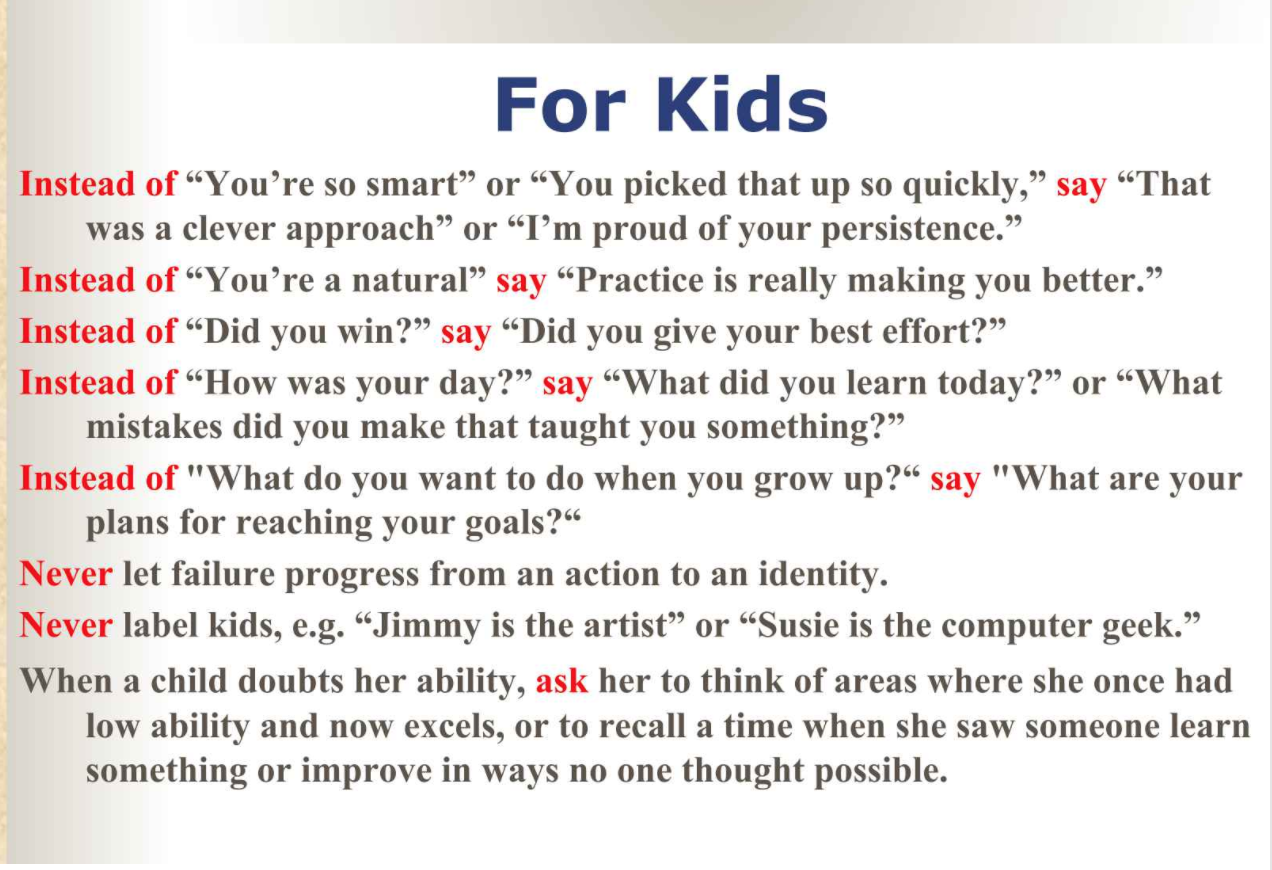 For Kids
Instead of “You’re so smart” or “You picked that up so quickly,” say “That
was a clever approach” or “I’m proud of your persistence.”
Instead of “You’re a natural” say “Practice is really making you better.”
Instead of “Did you win?” say “Did you give your best effort?”
Instead of “How was your day?” say “What did you learn today?” or “What
mistakes did you make that taught you something?”
Instead of "What do you want to do when you grow up?“ say "What are your
plans for reaching your goals?“
Never let failure progress from an action to an identity.
Never label kids, e.g. “Jimmy is the artist” or “Susie is the computer geek.”
When a child doubts her ability, ask her to think of areas where she once had
low ability and now excels, or to recall a time when she saw someone learn
something or improve in ways no one thought possible.